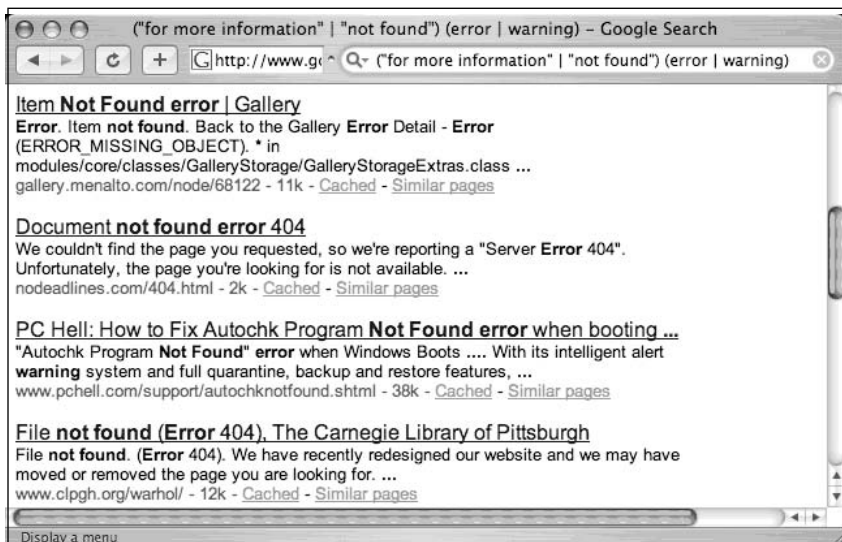 ("for more information" | "not found") (error | warning) – Google Search
G http://www.go ("for more information" | "not found") (error | warning)
Item Not Found error | Gallery
Error. Item not found. Back to the Gallery Error Detail - Error
(ERROR_MISSING_OBJECT). * in
modules/core/classes/GalleryStorage/GalleryStorageExtras.class ...
gallery.menalto.com/node/68122 - 11k - Cached - Similar pages
Document not found error 404
We couldn't find the page you requested, so we're reporting a "Server Error 404".
Unfortunately, the page you're looking for is not available. ...
nodeadlines.com/404.html - 2k - Cached - Similar pages
PC Hell: How to Fix Autochk Program Not Found error when booting ...
"Autochk Program Not Found" error when Windows Boots .... With its intelligent alert
warning system and full quarantine, backup and restore features, ...
www.pchell.com/support/autochknotfound.shtml - 38k - Cached - Similar pages
File not found (Error 404), The Carnegie Library of Pittsburgh
File not found. (Error 404). We have recently redesigned our website and we may have
moved or removed the page you are looking for. ...
www.clpgh.org/warhol/ - 12k - Cached - Similar pages
Display a menu